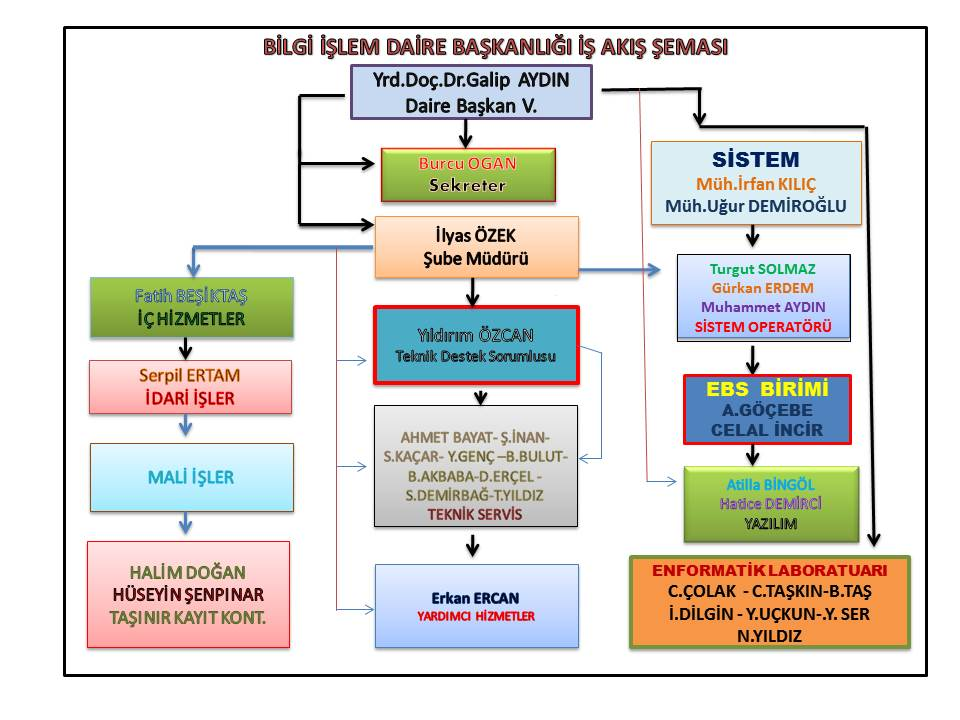 BİLGİ İŞLEM DAİRE BAŞKANLIĞI İŞ AKIŞ ŞEMASI
Yrd.Doç.Dr.Galip AYDIN
Daire Başkan V.
Burcu OGAN
Sekreter
İlyas ÖZEK
Şube Müdürü
Fatih BEŞİKTAŞ
İÇ HİZMETLER
Serpil ERTAM
İDARİ İŞLER
MALİ İŞLER
HALİM DOĞAN
HÜSEYİN ŞENPINAR
TAŞINIR KAYIT KONT.
Yıldırım ÖZCAN
Teknik Destek Sorumlusu
AHMET BAYAT- Ş.İNAN-
S.KAÇAR- Y.GENÇ –B.BULUT-
B.AKBABA-D.ERÇEL -
S.DEMİRBAĞ-T.YILDIZ
TEKNİK SERVİS
Erkan ERCAN
YARDIMCI HİZMETLER
SİSTEM
Müh.İrfan KILIÇ
Müh.Uğur DEMİROĞLU
Turgut SOLMAZ
Gürkan ERDEM
Muhammet AYDIN
SİSTEM OPERATÖRÜ
EBS BİRİMİ
A.GÖÇEBE
CELAL İNCİR
Atilla BİNGÖL
Hatice DEMİRCİ
YAZILIM
ENFORMATİK LABORATUARI
C.ÇOLAK - C.TAŞKIN-B.TAŞ
İ.DİLGİN - Y.UÇKUN-.Y. SER
N.YILDIZ